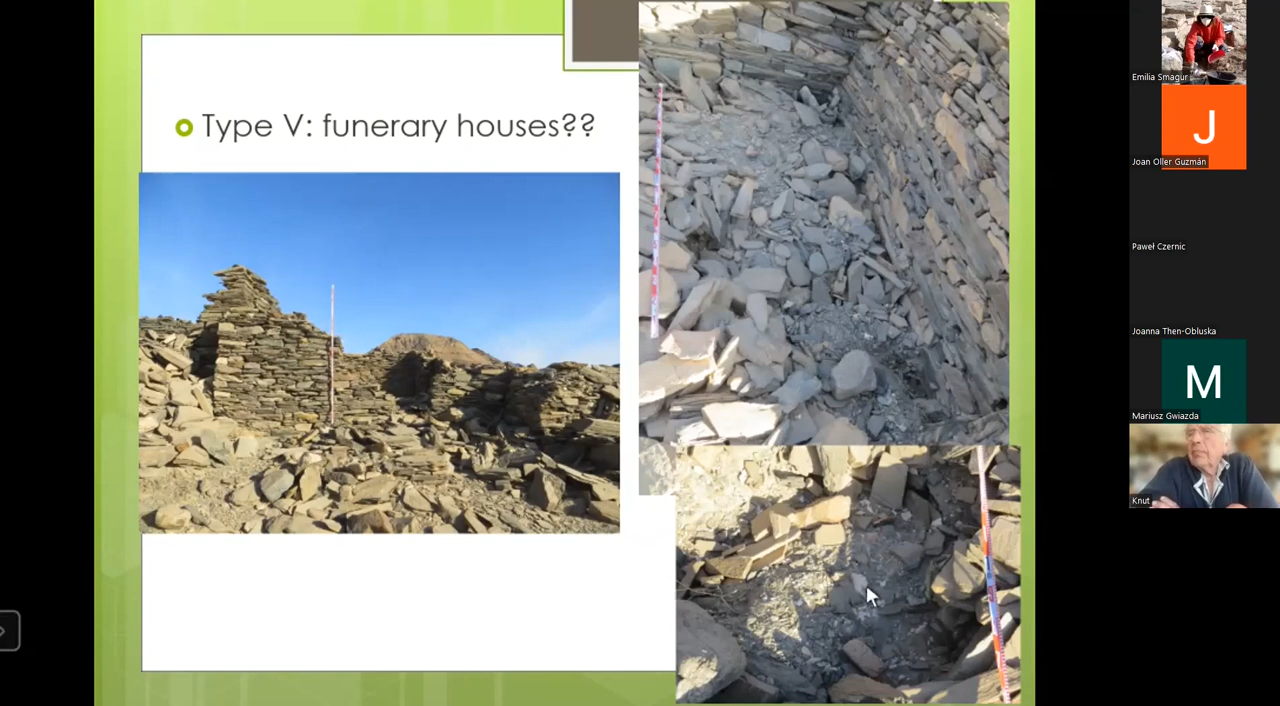 Type V: funerary houses??
Emilia Smagur
J
Joan Oller Guzmán
Paweł Czernic
Joanna Then-Obluska
M
Mariusz Gwiazda
Knut